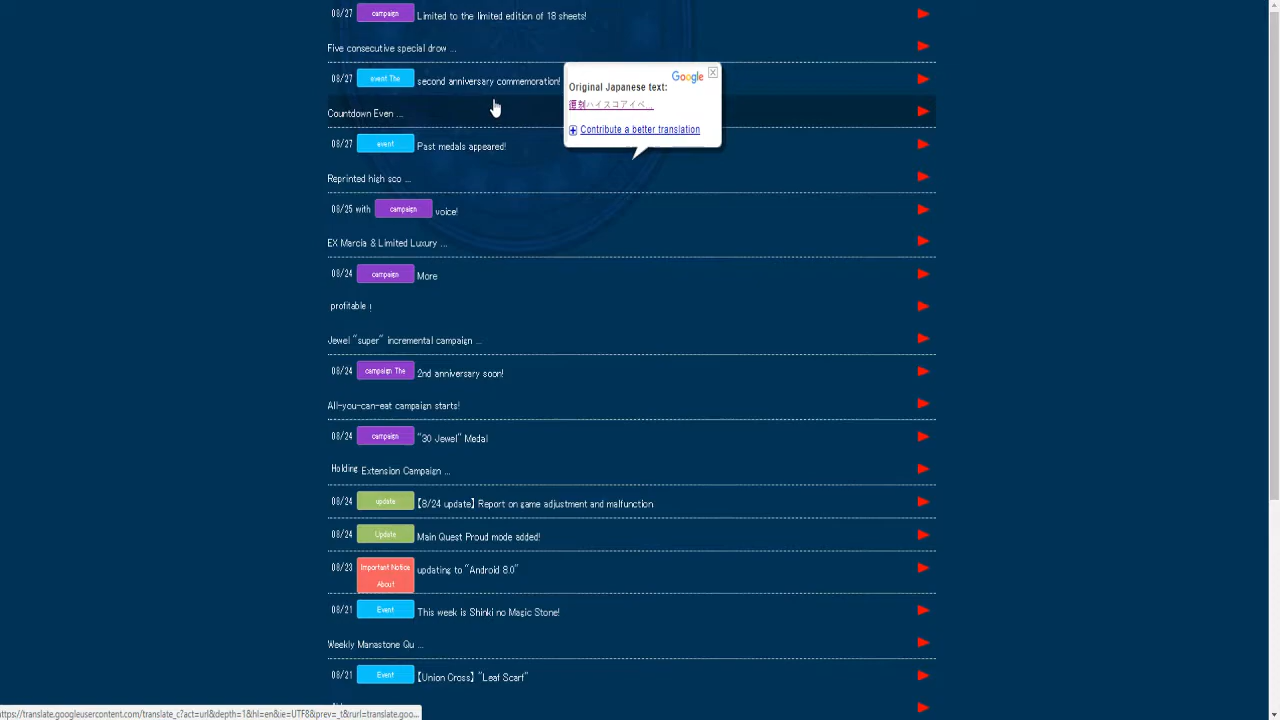 08/27 campaign Limited to the limited edition of 18 sheets!
Five consecutive special drow ...
08/27 event The second anniversary commemoration!
Countdown Even ...
08/27 event Past medals appeared!
Reprinted high sco ...
08/25 with campaign voice!
EX Marcia & Limited Luxury ...
08/24 campaign More
profitable !
Jewel "super" incremental campaign ...
08/24 campaign The 2nd anniversary soon!
All-you-can-eat campaign starts!
08/24 campaign "30 Jewel" Medal
Holding Extension Campaign ...
08/24 update 【8/24 update】 Report on game adjustment and malfunction
08/24 Update Main Quest Proud mode added!
08/23 Important Notice About updating to "Android 8.0"
08/21 Event This week is Shinki no Magic Stone!
Weekly Manastone Qu ...
08/21 Event 【Union Cross】 "Leaf Scarf"
Google
Original Japanese text:
復刻ハイスコアイベ...
Contribute a better translation
https://translate.googleusercontent.com/translate_c?act=url&depth=1&hl=en&ie=UTF8&prev=_t&rurl=translate.goo...